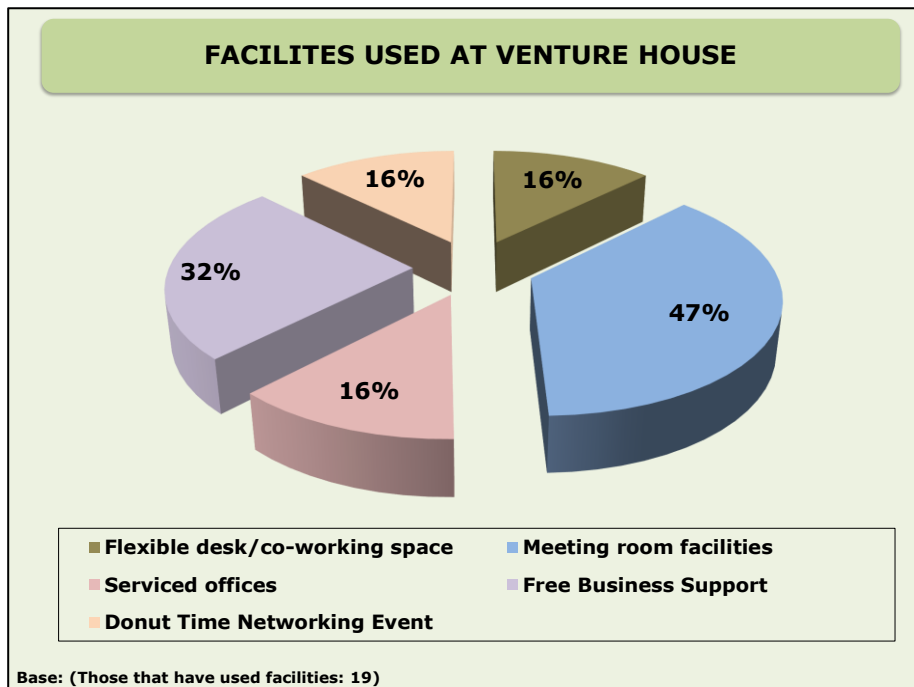 FACILITES USED AT VENTURE HOUSE
16%
16%
32%
47%
16%
Flexible desk/co-working space
Meeting room facilities
Serviced offices
Free Business Support
Donut Time Networking Event
Base: (Those that have used facilities: 19)